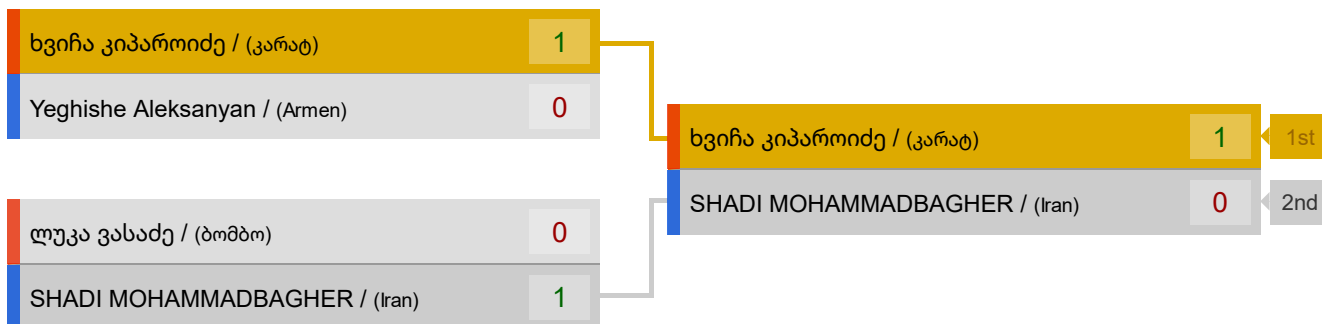 ხვიჩა კიპაროიძე / (კარატ) 1
Yeghishe Aleksanyan / (Armen) 0
ლუკა ვასაძე / (ბომბო) 0
SHADI MOHAMMADBAGHER / (Iran) 1
ხვიჩა კიპაროიძე / (კარატ) 1 1st
SHADI MOHAMMADBAGHER / (Iran) 0 2nd